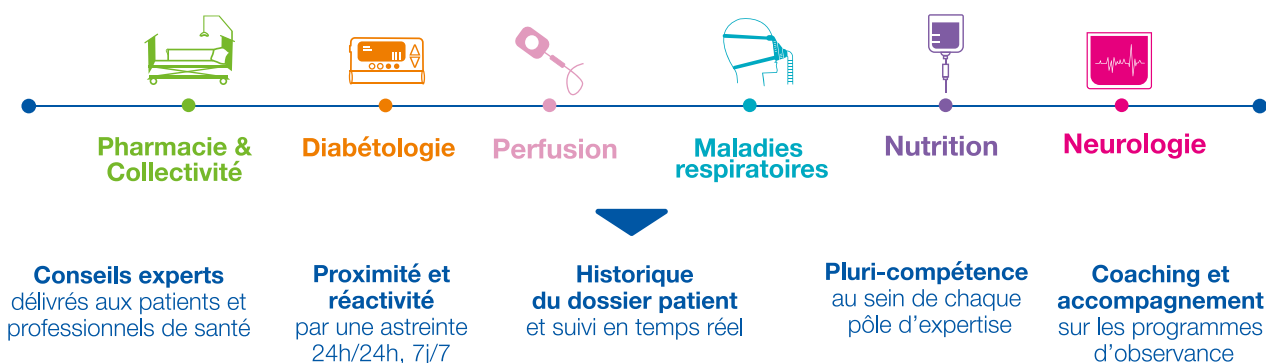 Pharmacie &
Collectivité
Diabétologie
Perfusion
Maladies
respiratoires
Nutrition
Neurologie
Conseils experts
délivrés aux patients et
professionnels de santé
Proximité et
réactivité
par une astreinte
24h/24h, 7j/7
Historique
du dossier patient
et suivi en temps réel
Pluri-compétence
au sein de chaque
pôle d'expertise
Coaching et
accompagnement
sur les programmes
d'observance